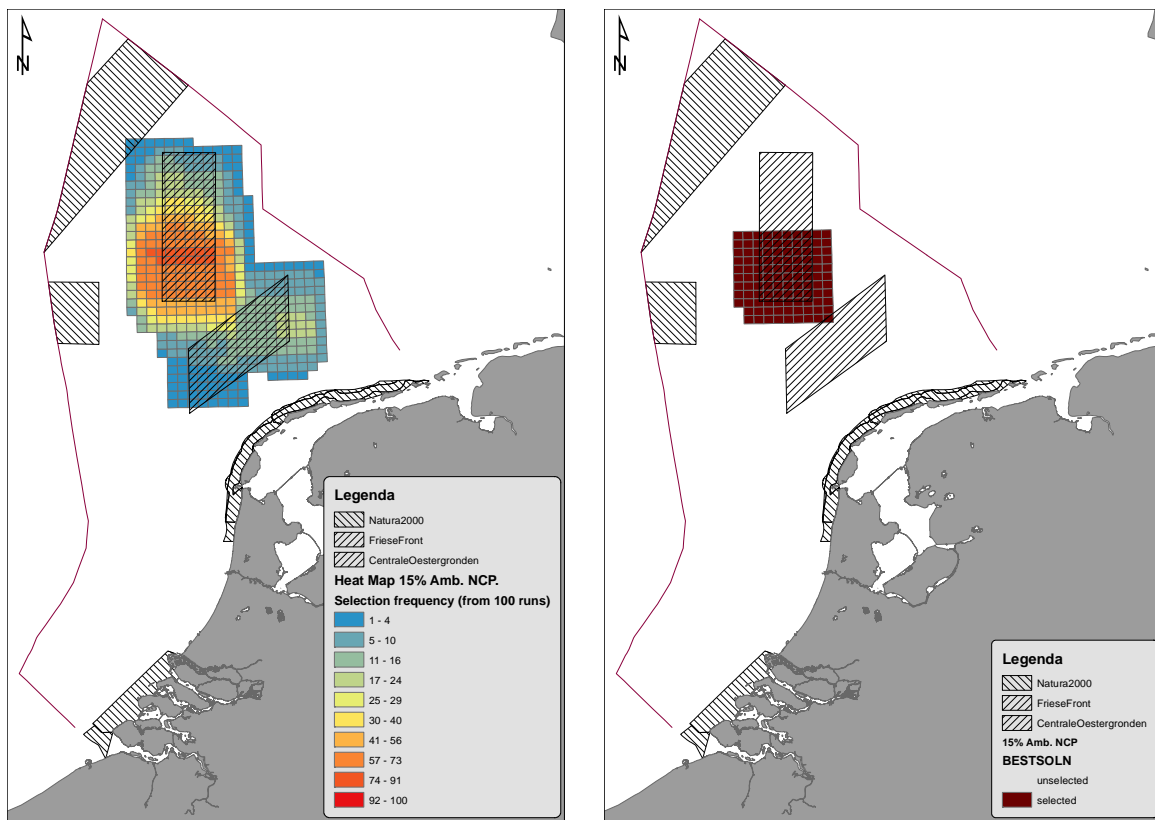 N
Legenda
Natura2000
FrieseFront
CentraleOestergronden
Heat Map 15% Amb. NCP.
Selection frequency (from 100 runs)
1 - 4
5 - 10
11 - 16
17 - 24
25 - 29
30 - 40
41 - 56
57 - 73
74 - 91
92 - 100
N
Legenda
Natura2000
FrieseFront
CentraleOestergronden
15% Amb. NCP
BESTSOLN
unselected
selected